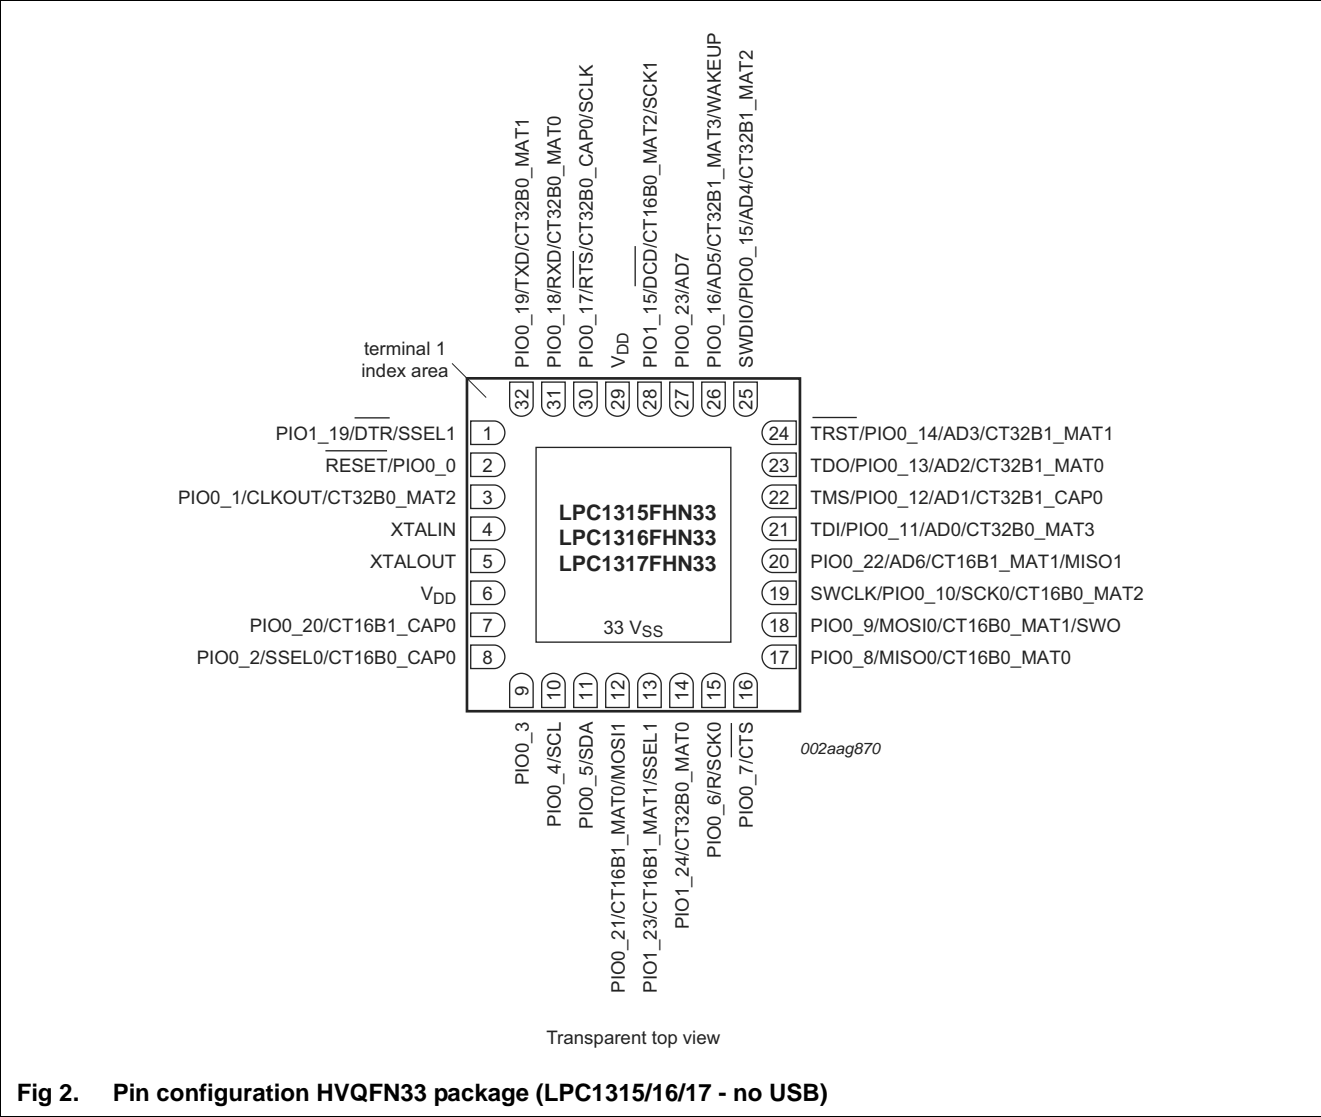 PIO0_19/TXD/CT32B0_MAT1
PIO0_18/RXD/CT32B0_MAT0
PIO0_17/RTS/CT32B0_CAP0/SCLK
VDD
PIO1_15/DCD/CT16B0_MAT2/SCK1
PIO0_23/AD7
PIO0_16/AD5/CT32B1_MAT3/WAKEUP
SWDIO/PIO0_15/AD4/CT32B1_MAT2
terminal 1
index area
32 31 30 29 28 27 26 25
PIO1_19/DTR/SSEL1 1
RESET/PIO0_0 2
PIO0_1/CLKOUT/CT32B0_MAT2 3
XTALIN 4
XTALOUT 5
VDD 6
PIO0_20/CT16B1_CAP0 7
PIO0_2/SSEL0/CT16B0_CAP0 8
LPC1315FHN33
LPC1316FHN33
LPC1317FHN33
33 VSS
24 TRST/PIO0_14/AD3/CT32B1_MAT1
23 TDO/PIO0_13/AD2/CT32B1_MAT0
22 TMS/PIO0_12/AD1/CT32B1_CAP0
21 TDI/PIO0_11/AD0/CT32B0_MAT3
20 PIO0_22/AD6/CT16B1_MAT1/MISO1
19 SWCLK/PIO0_10/SCK0/CT16B0_MAT2
18 PIO0_9/MOSI0/CT16B0_MAT1/SWO
17 PIO0_8/MISO0/CT16B0_MAT0
9 10 11 12 13 14 15 16
PIO0_3
PIO0_4/SCL
PIO0_5/SDA
PIO0_21/CT16B1_MAT0/MOSI1
PIO1_23/CT16B1_MAT1/SSEL1
PIO1_24/CT32B0_MAT0
PIO0_6/R/SCK0
PIO0_7/CTS
002aag870
Transparent top view
Fig 2. Pin configuration HVQFN33 package (LPC1315/16/17 - no USB)